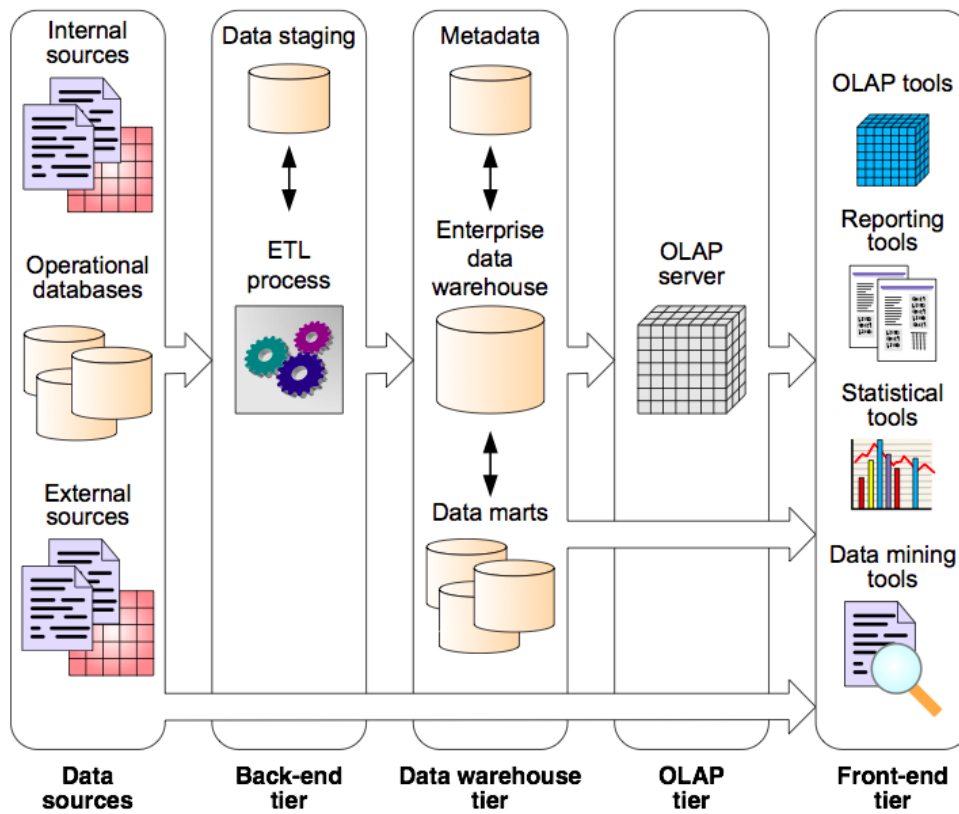 Internal
sources
Operational
databases
External
sources
Data
sources
Data staging
ETL
process
Back-end
tier
Metadata
Enterprise
data
warehouse
Data marts
Data warehouse
tier
OLAP
server
OLAP
tier
OLAP tools
Reporting
tools
Statistical
tools
Data mining
tools
Front-end
tier